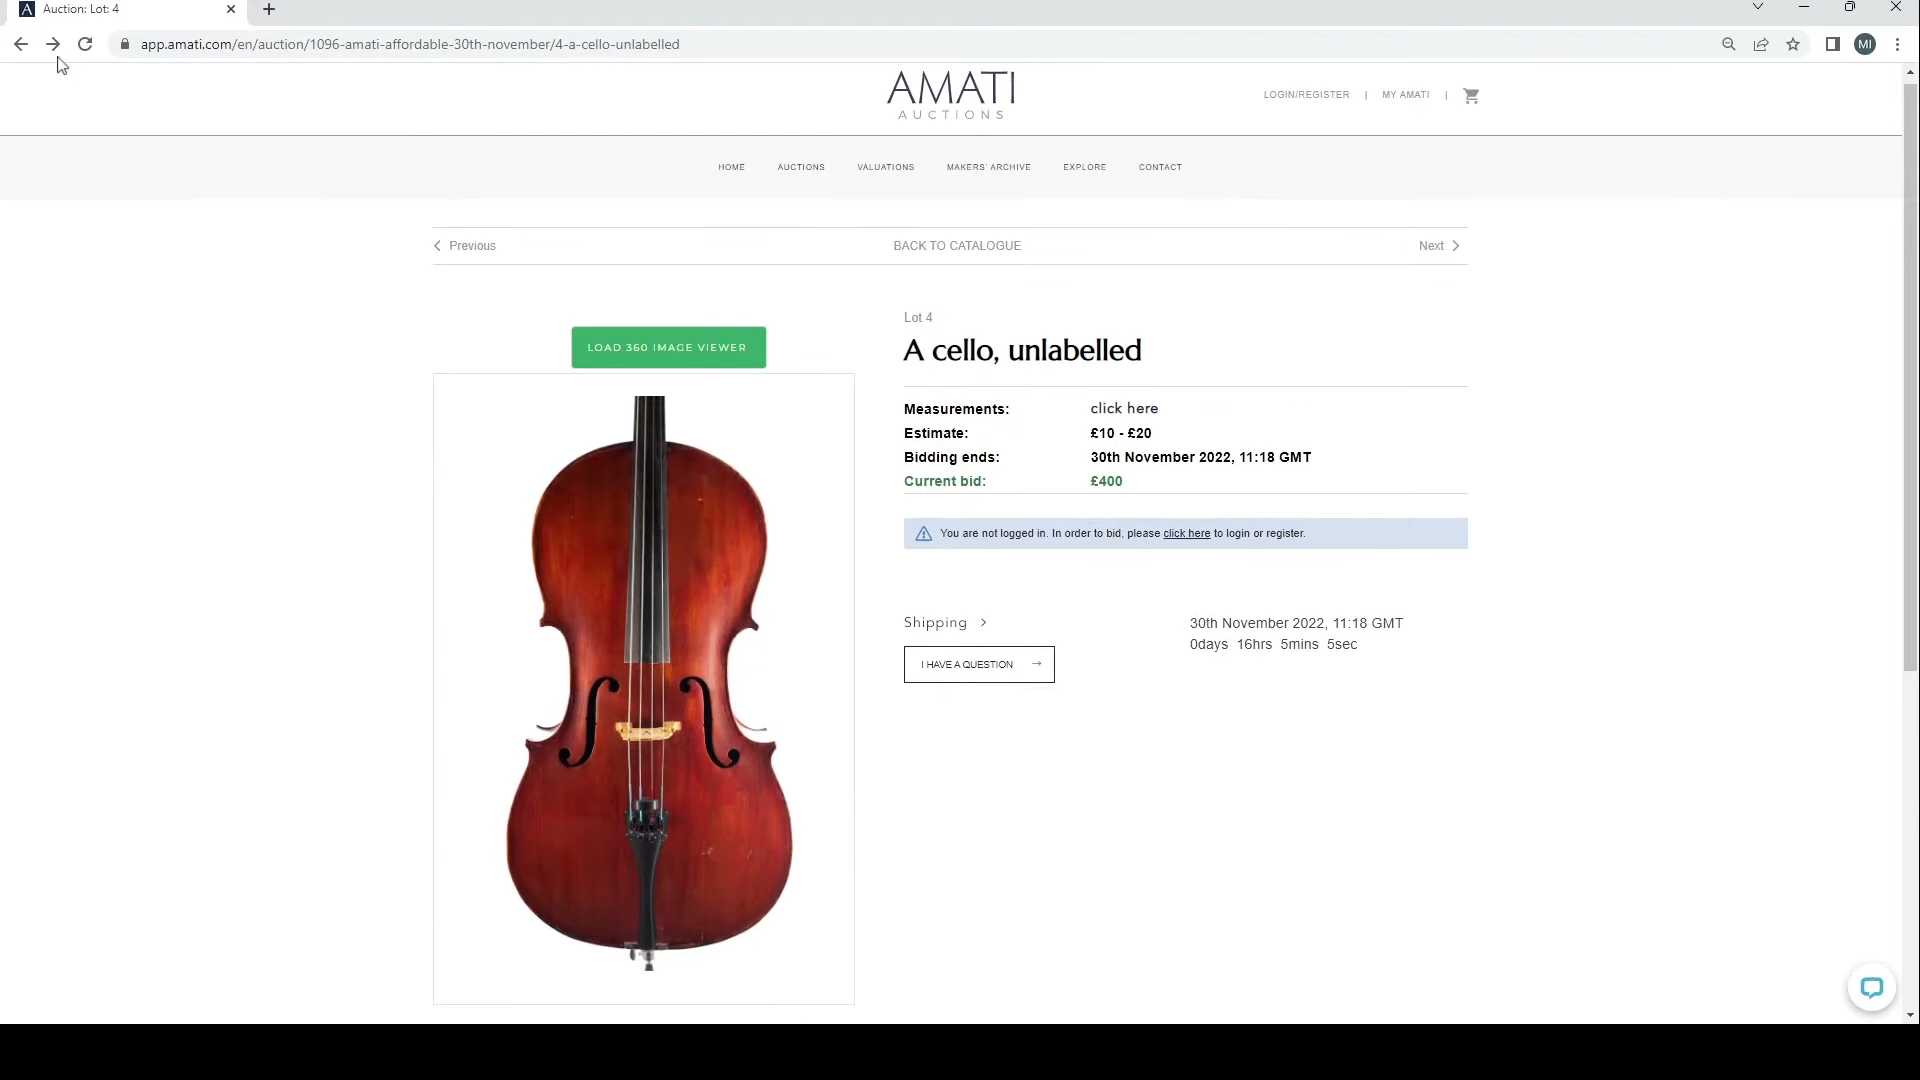 Auction: Lot: 4
app.amati.com/en/auction/1096-amati-affordable-30th-november/4-a-cello-unlabelled
MI
AMATI
AUCTIONS
LOGIN/REGISTER | MY AMATI |
HOME AUCTIONS VALUATIONS MAKERS' ARCHIVE EXPLORE CONTACT
Previous BACK TO CATALOGUE Next
LOAD 360 IMAGE VIEWER
Lot 4
A cello, unlabelled
Measurements: click here
Estimate: £10 - £20
Bidding ends: 30th November 2022, 11:18 GMT
Current bid: £400
You are not logged in. In order to bid, please click here to login or register.
Shipping > 30th November 2022, 11:18 GMT
0days 16hrs 5mins 5sec
I HAVE A QUESTION →